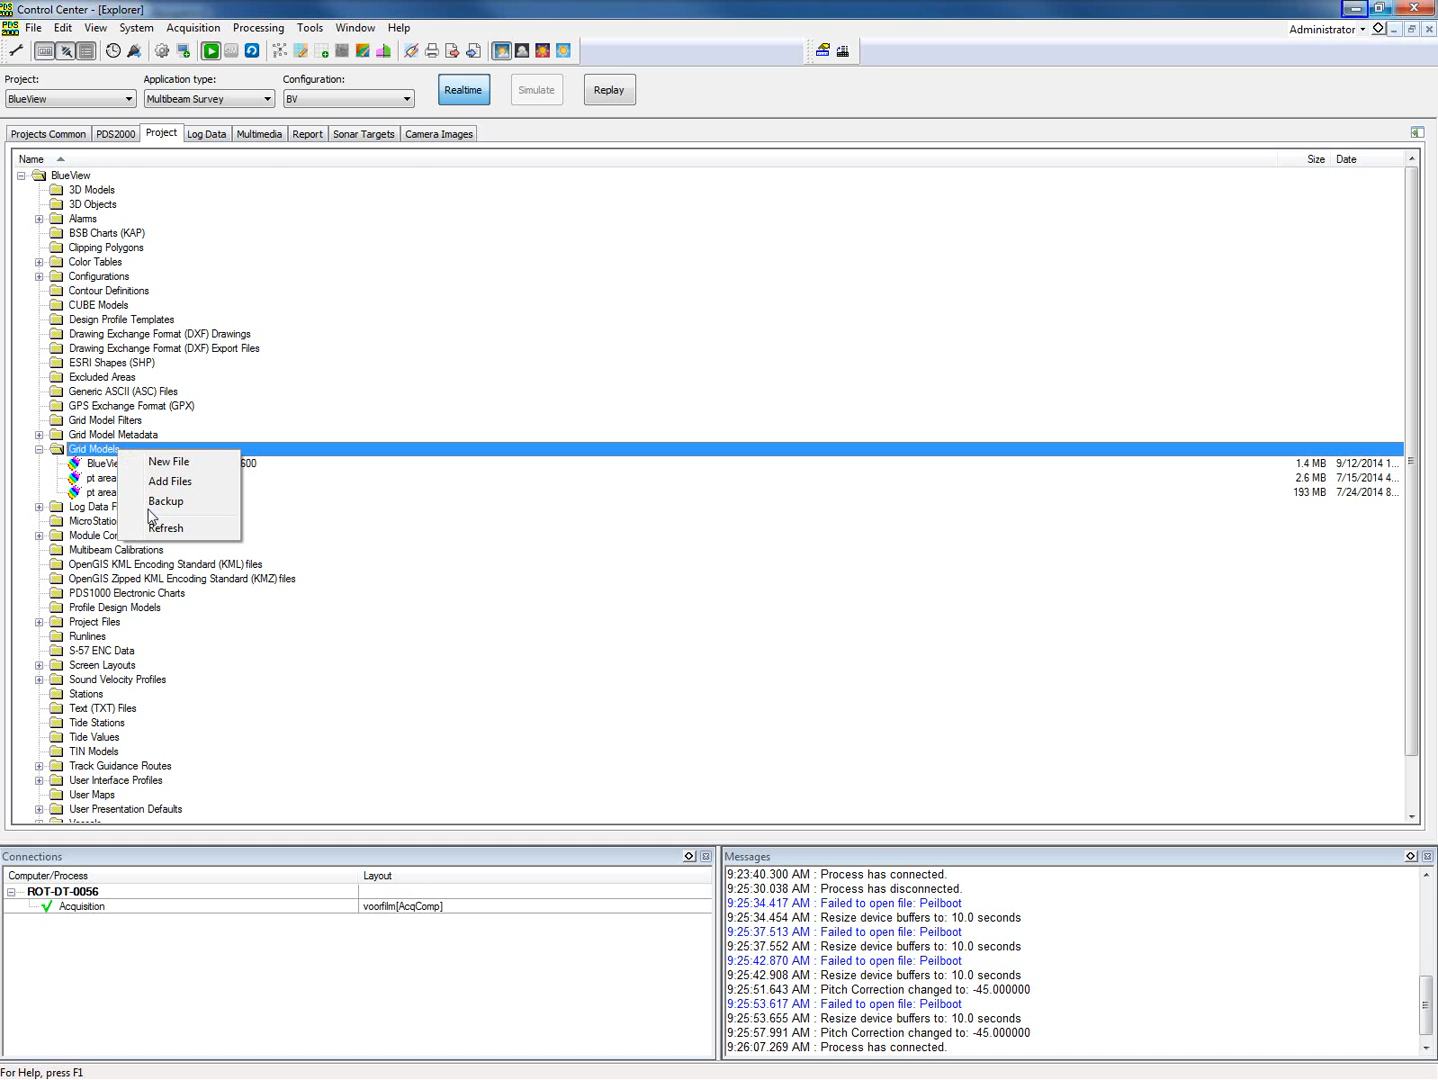 Control Center - [Explorer]
File Edit View System Acquisition Processing Tools Window Help
Administrator
Project: Application type: Configuration:
BlueView Multibeam Survey BV Realtime Simulate Replay
Projects Common PDS2000 Project Log Data Multimedia Report Sonar Targets Camera Images
Name Size Date
BlueView
3D Models
3D Objects
Alarms
BSB Charts (KAP)
Clipping Polygons
Color Tables
Configurations
Contour Definitions
CUBE Models
Design Profile Templates
Drawing Exchange Format (DXF) Drawings
Drawing Exchange Format (DXF) Export Files
ESRI Shapes (SHP)
Excluded Areas
Generic ASCII (ASC) Files
GPS Exchange Format (GPX)
Grid Model Filters
Grid Model Metadata
Grid Models
New File
Add Files
Backup
Refresh
BlueVie 600 1.4 MB 9/12/2014 1...
pt area 2.6 MB 7/15/2014 4...
pt area 193 MB 7/24/2014 8...
Log Data F
MicroStatio
Module Con
Multibeam Calibrations
OpenGIS KML Encoding Standard (KML) files
OpenGIS Zipped KML Encoding Standard (KMZ) files
PDS1000 Electronic Charts
Profile Design Models
Project Files
Runlines
S-57 ENC Data
Screen Layouts
Sound Velocity Profiles
Stations
Text (TXT) Files
Tide Stations
Tide Values
TIN Models
Track Guidance Routes
User Interface Profiles
User Maps
User Presentation Defaults
Connections
Computer/Process Layout
ROT-DT-0056
Acquisition voorfilm[AcqComp]
Messages
9:23:40.300 AM : Process has connected.
9:25:30.038 AM : Process has disconnected.
9:25:34.417 AM : Failed to open file: Peilboot
9:25:34.454 AM : Resize device buffers to: 10.0 seconds
9:25:37.513 AM : Failed to open file: Peilboot
9:25:37.552 AM : Resize device buffers to: 10.0 seconds
9:25:42.870 AM : Failed to open file: Peilboot
9:25:42.908 AM : Resize device buffers to: 10.0 seconds
9:25:51.643 AM : Pitch Correction changed to: -45.000000
9:25:53.617 AM : Failed to open file: Peilboot
9:25:53.655 AM : Resize device buffers to: 10.0 seconds
9:25:57.991 AM : Pitch Correction changed to: -45.000000
9:26:07.269 AM : Process has connected.
For Help, press F1